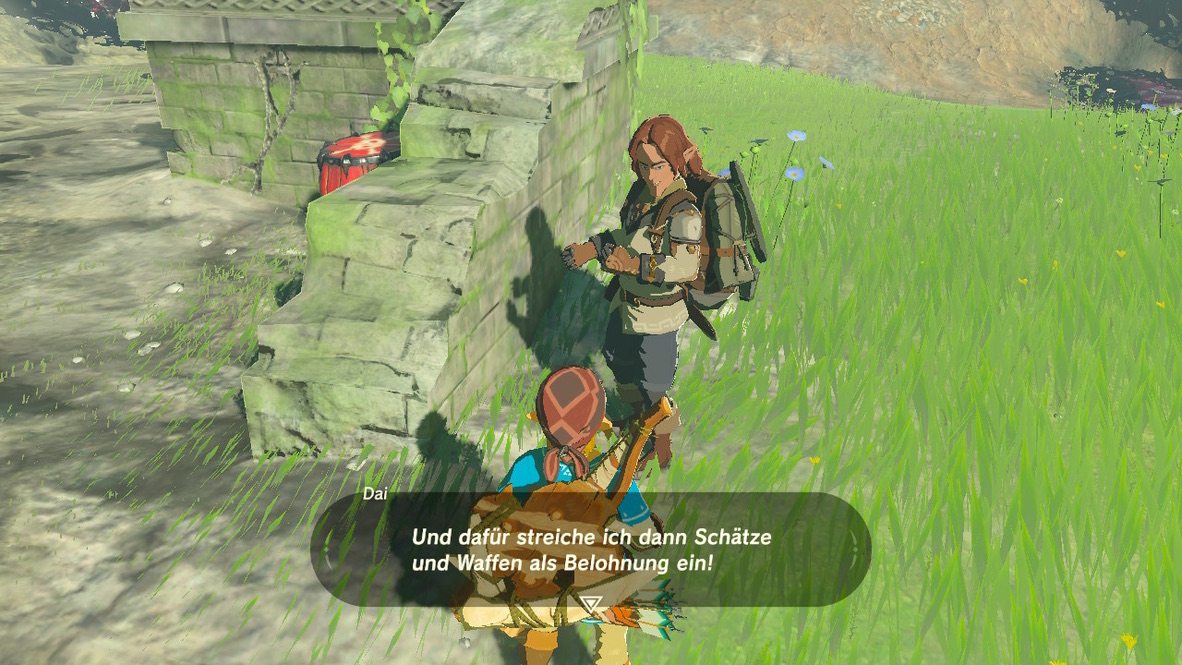 Dai
Und dafür streiche ich dann Schätze
und Waffen als Belohnung ein!